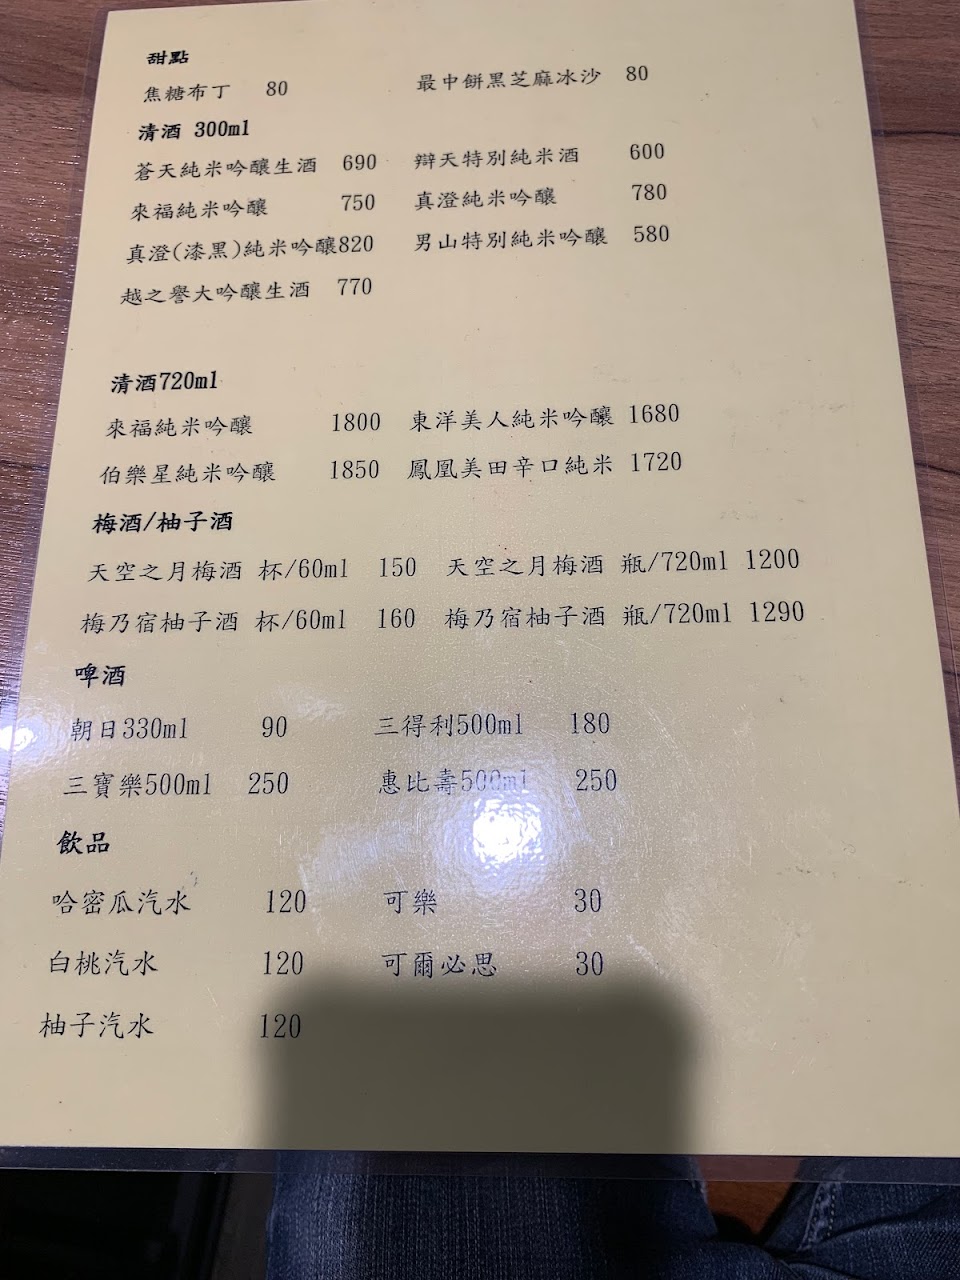 甜點
焦糖布丁 80 最中餅黑芝麻冰沙 80
清酒 300ml
蒼天純米吟釀生酒 690 辯天特別純米酒 600
來福純米吟釀 750 真澄純米吟釀 780
真澄(漆黑)純米吟釀820 男山特別純米吟釀 580
越之譽大吟釀生酒 770
清酒720ml
來福純米吟釀 1800 東洋美人純米吟釀 1680
伯樂星純米吟釀 1850 鳳凰美田辛口純米 1720
梅酒/柚子酒
天空之月梅酒 杯/60ml 150 天空之月梅酒 瓶/720ml 1200
梅乃宿柚子酒 杯/60ml 160 梅乃宿柚子酒 瓶/720ml 1290
啤酒
朝日330ml 90 三得利500ml 180
三寶樂500ml 250 惠比壽500ml 250
飲品
哈密瓜汽水 120 可樂 30
白桃汽水 120 可爾必思 30
柚子汽水 120